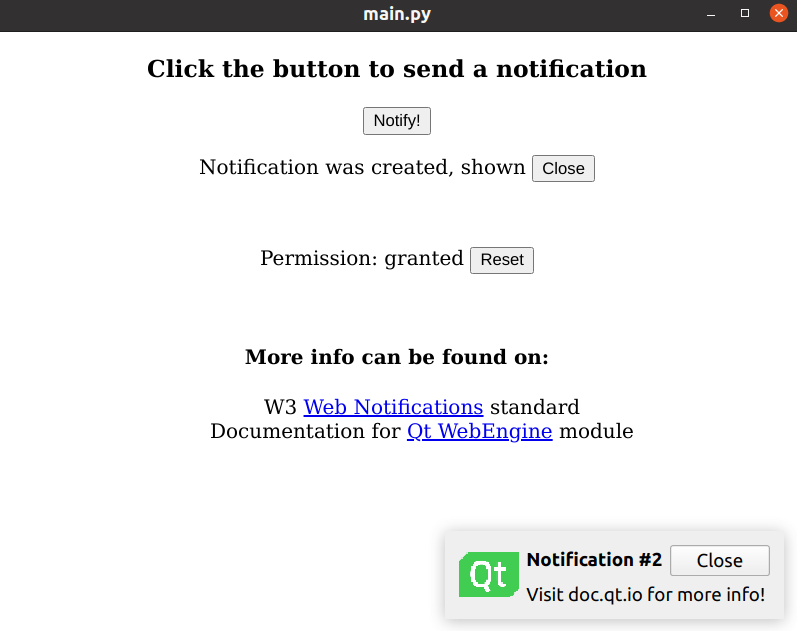 main.py
Click the button to send a notification
Notify!
Notification was created, shown Close
Permission: granted Reset
More info can be found on:
W3 Web Notifications standard
Documentation for Qt WebEngine module
Qt
Notification #2 Close
Visit doc.qt.io for more info!